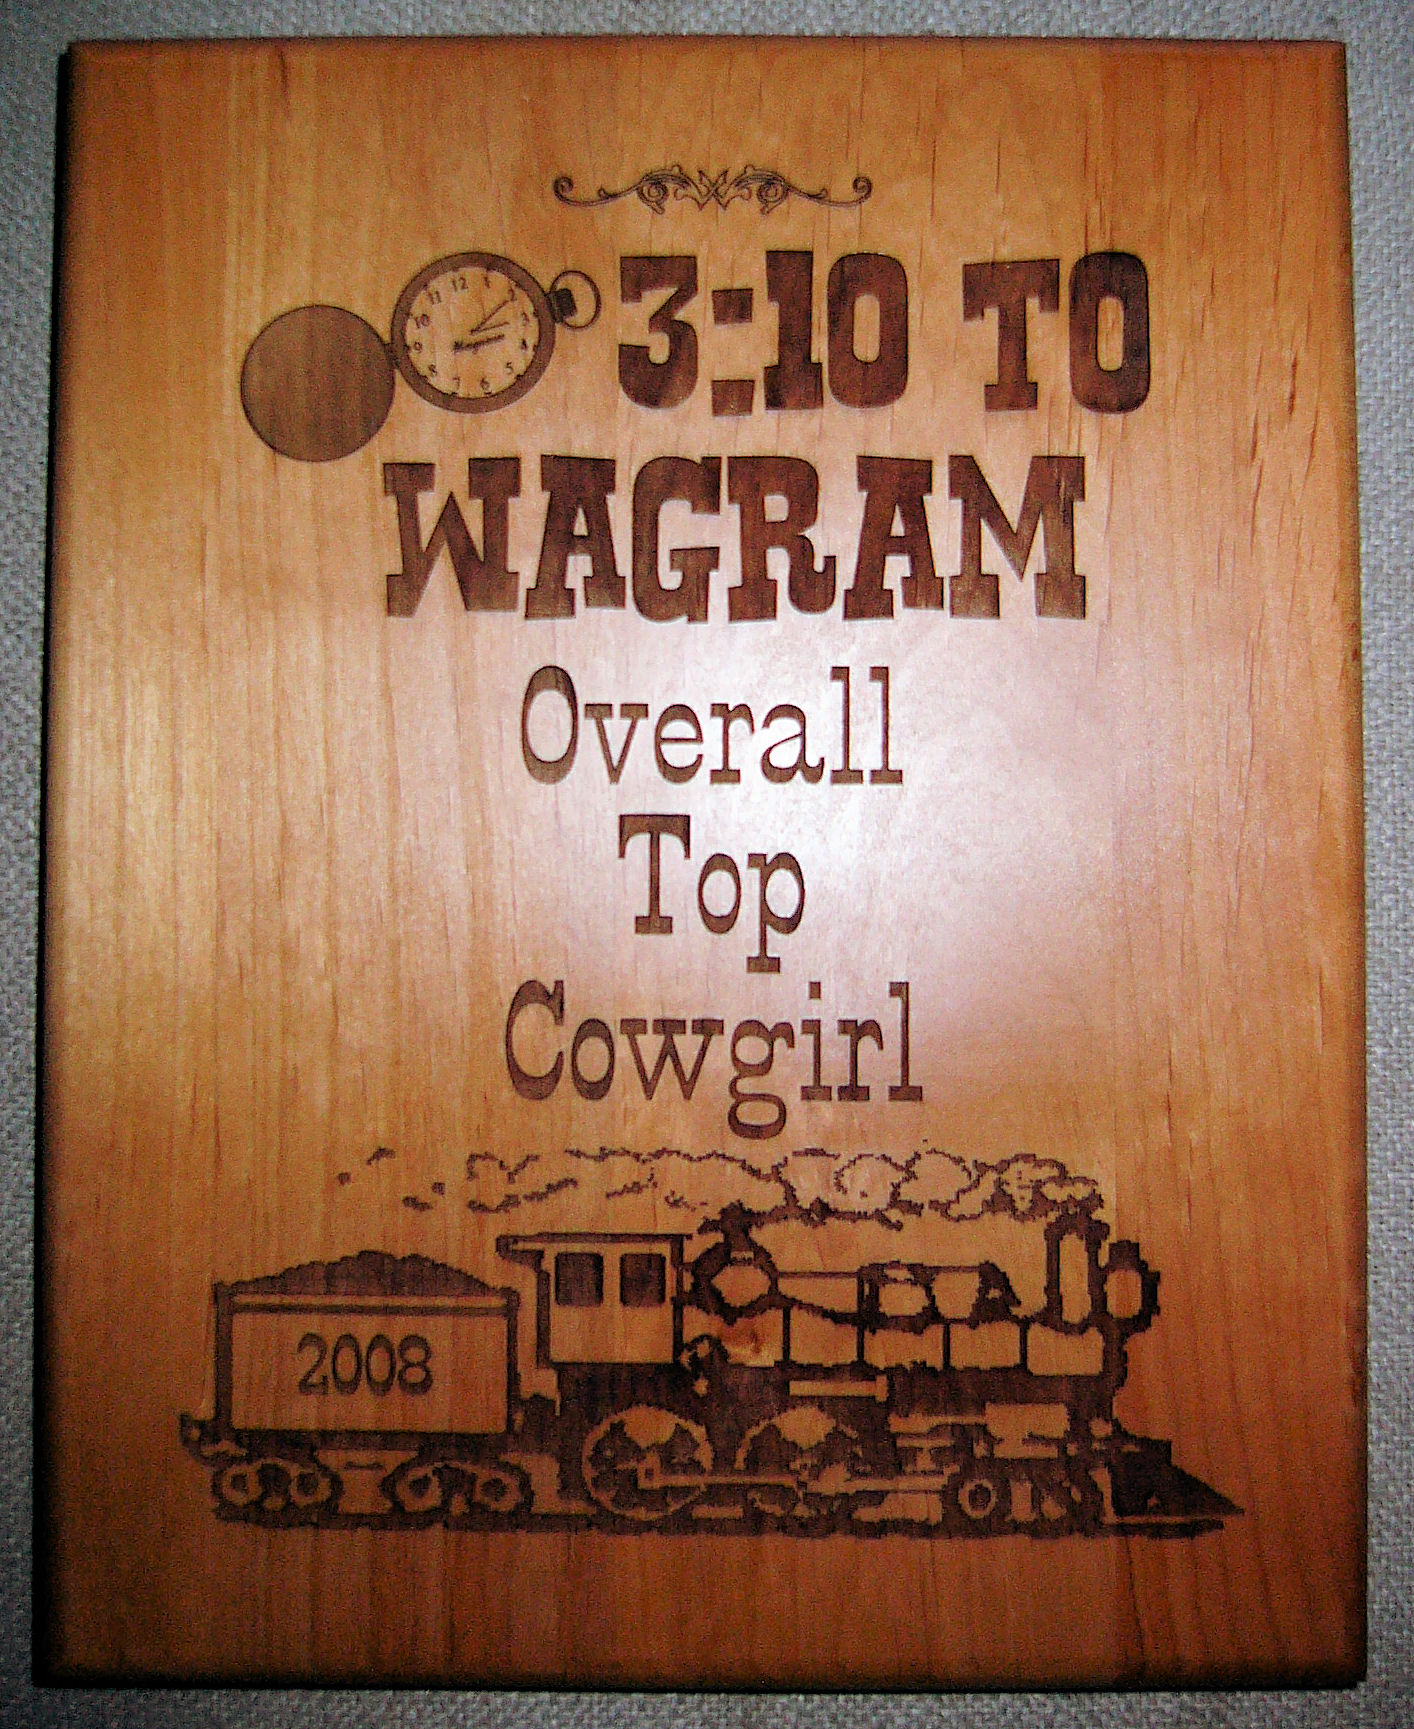 3:10 TO
WAGRAM
Overall
Top
Cowgirl
2008